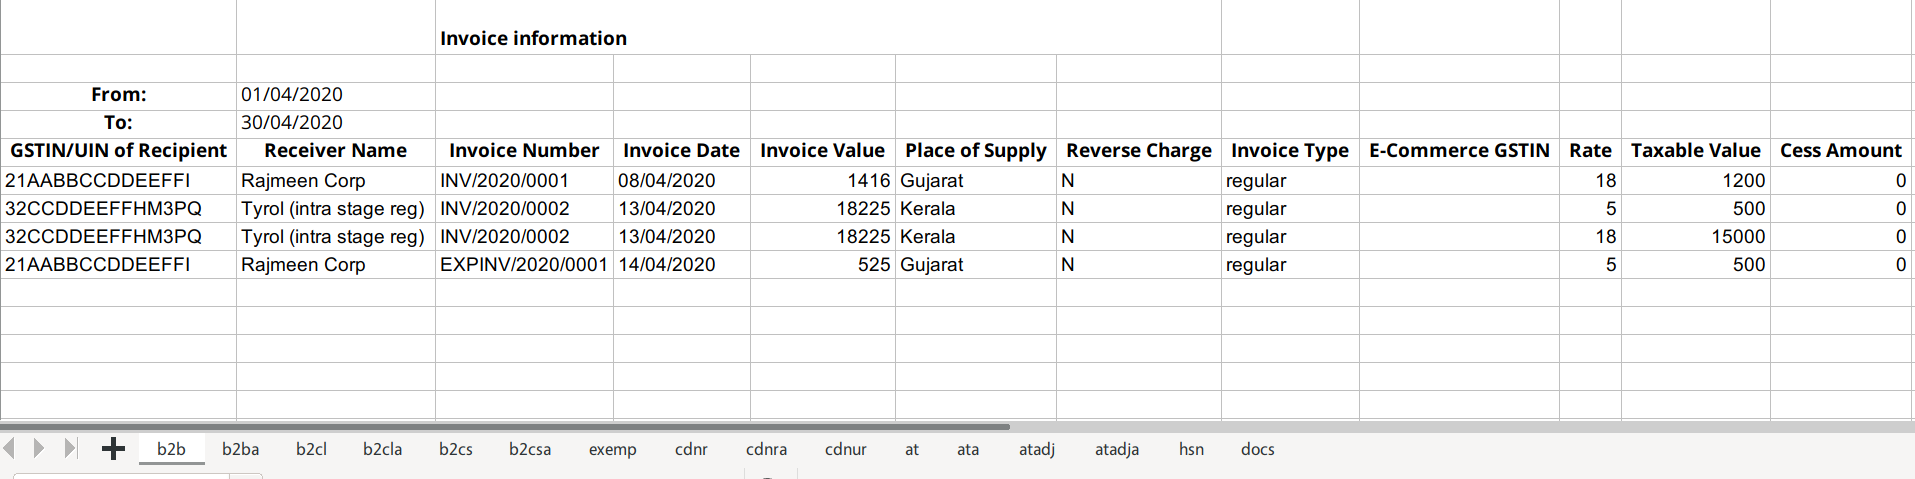 Invoice information
From: 01/04/2020
To: 30/04/2020
GSTIN/UIN of Recipient Receiver Name Invoice Number Invoice Date Invoice Value Place of Supply Reverse Charge Invoice Type E-Commerce GSTIN Rate Taxable Value Cess Amount
21AABBCCDDEEFFI Rajmeen Corp INV/2020/0001 08/04/2020 1416 Gujarat N regular 18 1200 0
32CCDDEEFFHM3PQ Tyrol (intra stage reg) INV/2020/0002 13/04/2020 18225 Kerala N regular 5 500 0
32CCDDEEFFHM3PQ Tyrol (intra stage reg) INV/2020/0002 13/04/2020 18225 Kerala N regular 18 15000 0
21AABBCCDDEEFFI Rajmeen Corp EXPINV/2020/0001 14/04/2020 525 Gujarat N regular 5 500 0
b2b b2ba b2cl b2cla b2cs b2csa exemp cdnr cdnra cdnur at ata atadj atadja hsn docs